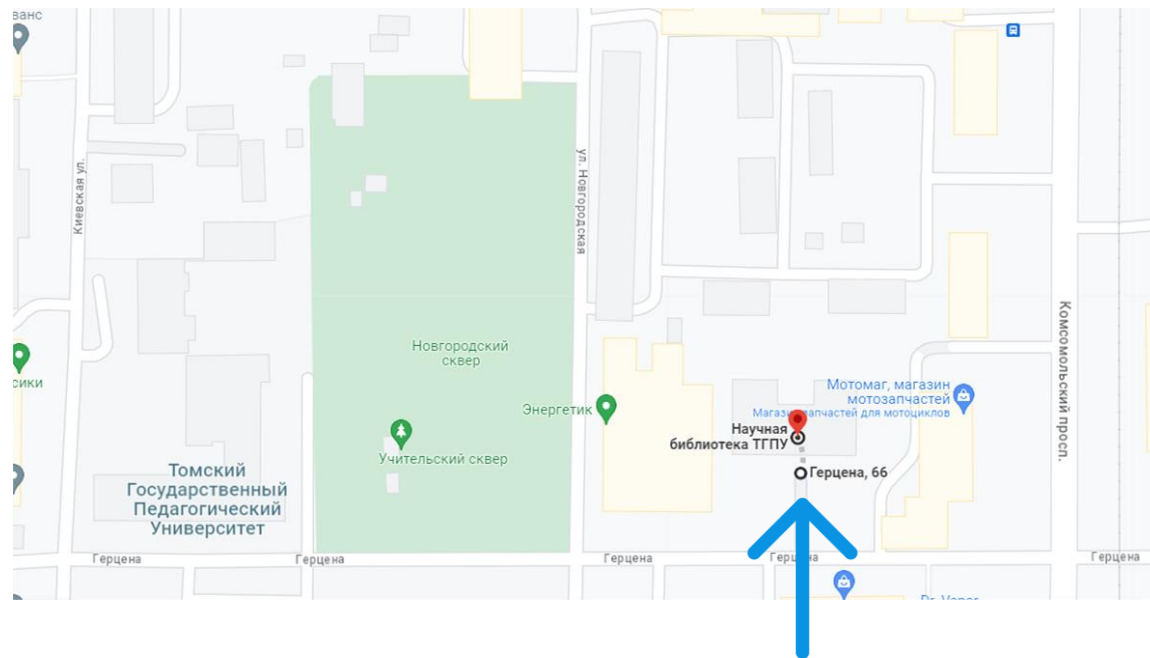 ванс
Киевская ул.
ул. Новгородская
Новгородский
сквер
Комсомольский просп.
сики
Энергетик
Мотомаг, магазин
мотозапчастей
Магазин запчастей для мотоциклов
Научная
библиотека ТГПУ
Учительский сквер
Герцена, 66
Томский
Государственный
Педагогический
Университет
Герцена
Герцена
Герцена
Герцена
Герцена